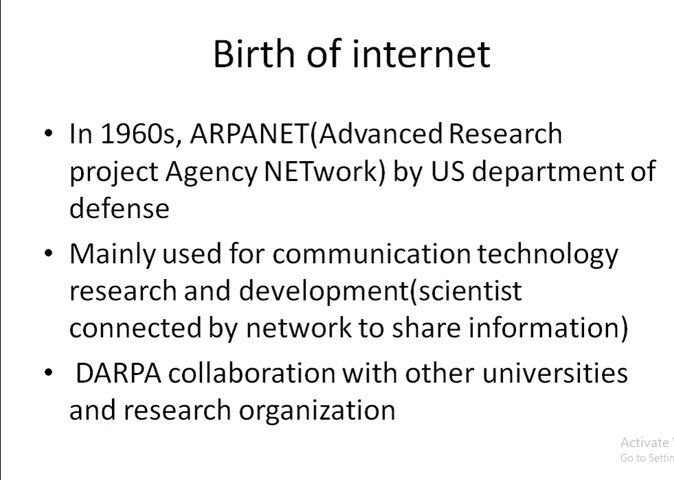 Birth of internet
• In 1960s, ARPANET(Advanced Research
project Agency NETwork) by US department of
defense
• Mainly used for communication technology
research and development(scientist
connected by network to share information)
• DARPA collaboration with other universities
and research organization
Activate
Go to Settin